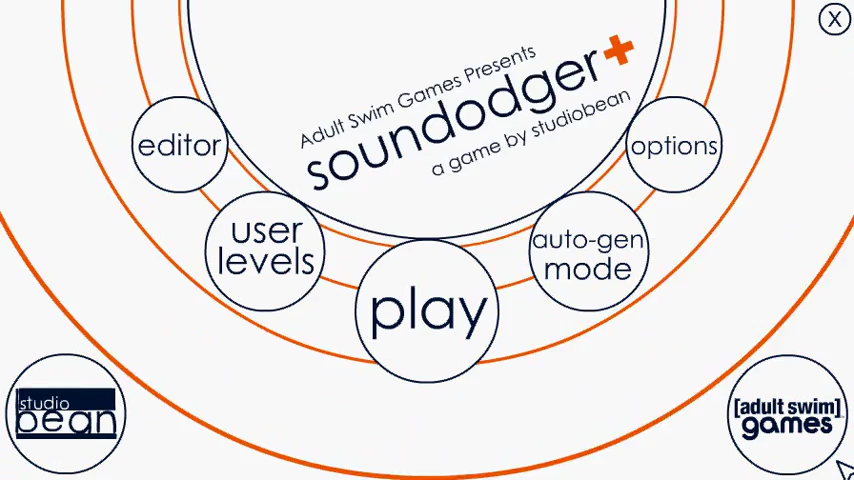 X
Adult Swim Games Presents
soundodger+
a game by studiobean
editor
options
user
levels
auto-gen
mode
play
studio
bean
[adult swim]
games